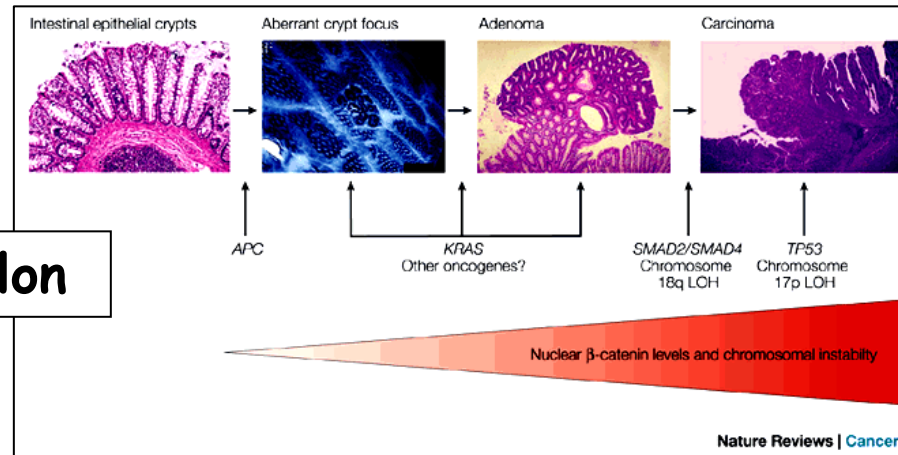 Intestinal epithelial crypts
Aberrant crypt focus
Adenoma
Carcinoma
APC
KRAS
Other oncogenes?
SMAD2/SMAD4
Chromosome
18q LOH
TP53
Chromosome
17p LOH
lon
Nuclear β-catenin levels and chromosomal instabilty
Nature Reviews | Cancer